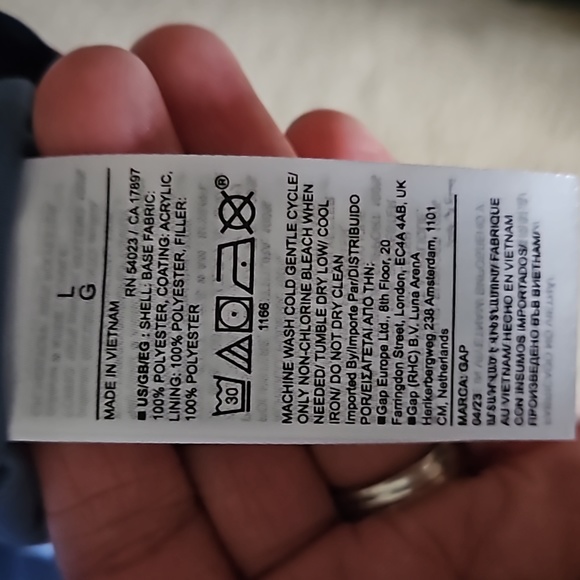 L
G
MADE IN VIETNAM
RN 54023 / CA 17897
■US/GB/EG : SHELL: BASE FABRIC:
100% POLYESTER, COATING: ACRYLIC,
LINING: 100% POLYESTER, FILLER:
100% POLYESTER
30
®
1166
MACHINE WASH COLD GENTLE CYCLE/
ONLY NON-CHLORINE BLEACH WHEN
NEEDED/ TUMBLE DRY LOW/ COOL
IRON/ DO NOT DRY CLEAN
Imported By/Importe Par/DISTRIBUIDO
POR/ΕΙΣΑΓΕΤΑΙ ΑΠΟ ΤΗΝ:
■Gap Europe Ltd., 8th Floor, 20
Farringdon Street, London, EC4A 4AB, UK
■Gap (RHC) B.V. Luna ArenA
Herikerbergweg 238 Amsterdam, 1101
CM, Netherlands
MARCA: GAP
04/23
FABRIQUE
AU VIETNAM/ HECHO EN VIETNAM
CON INSUMOS IMPORTADOS/
ПРОИЗВЕДЕНО ВЪВ ВИЕТНАМ/